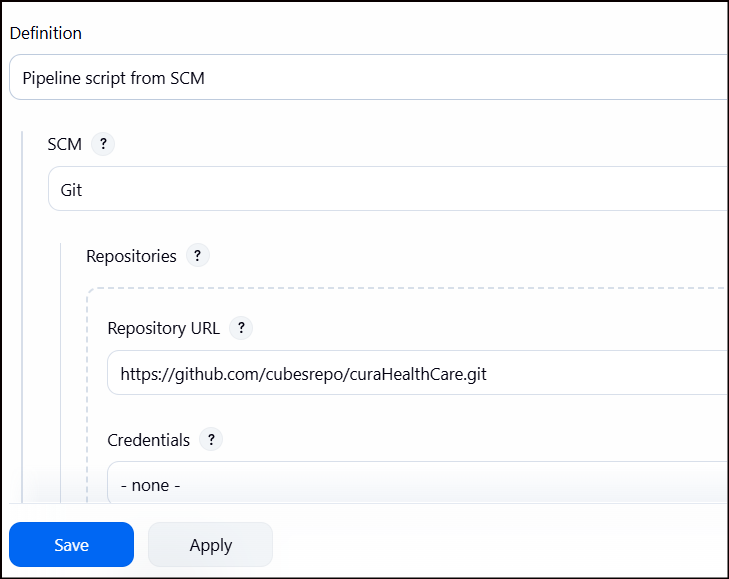 Definition
Pipeline script from SCM
SCM ?
Git
Repositories ?
Repository URL ?
https://github.com/cubesrepo/curaHealthCare.git
Credentials ?
- none -
Save Apply